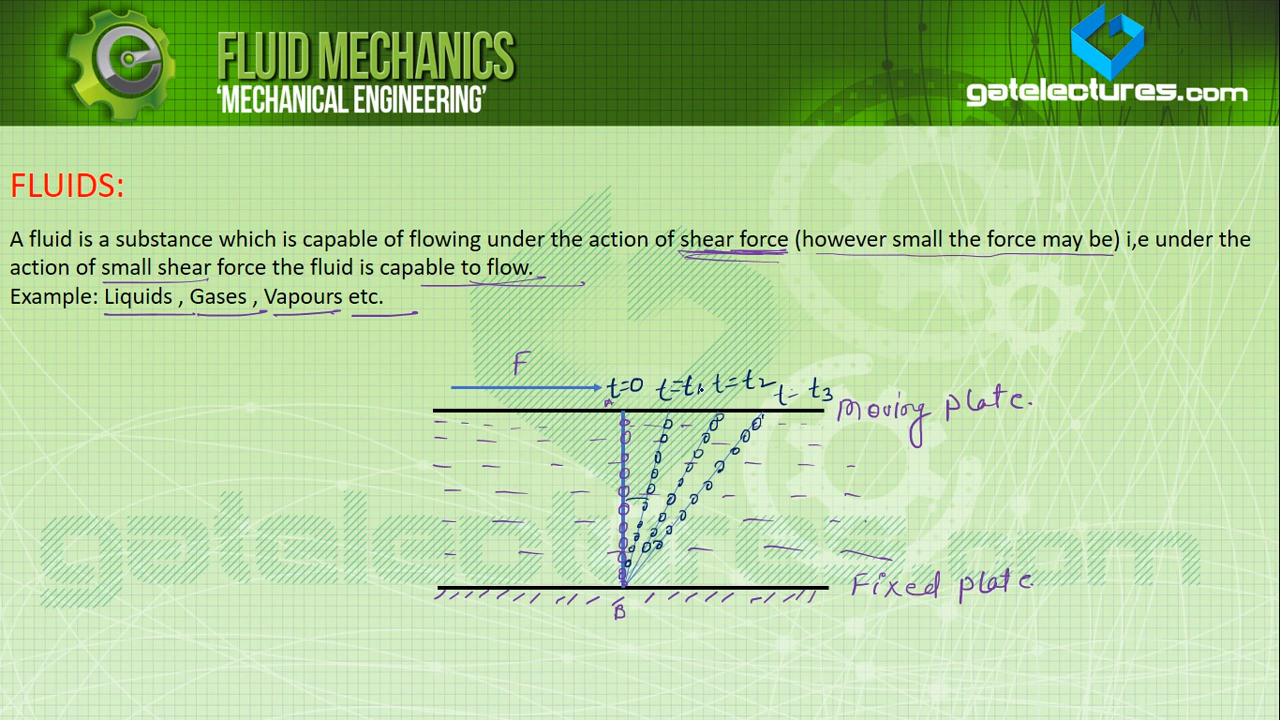 FLUID MECHANICS
'MECHANICAL ENGINEERING'
gatelectures.com
FLUIDS:
A fluid is a substance which is capable of flowing under the action of shear force (however small the force may be) i,e under the
action of small shear force the fluid is capable to flow.
Example: Liquids , Gases , Vapours etc.
F
t=0 t=t1 t=t2 t= t3
A
Moving plate.
Fixed plate
B
gatelectures.com